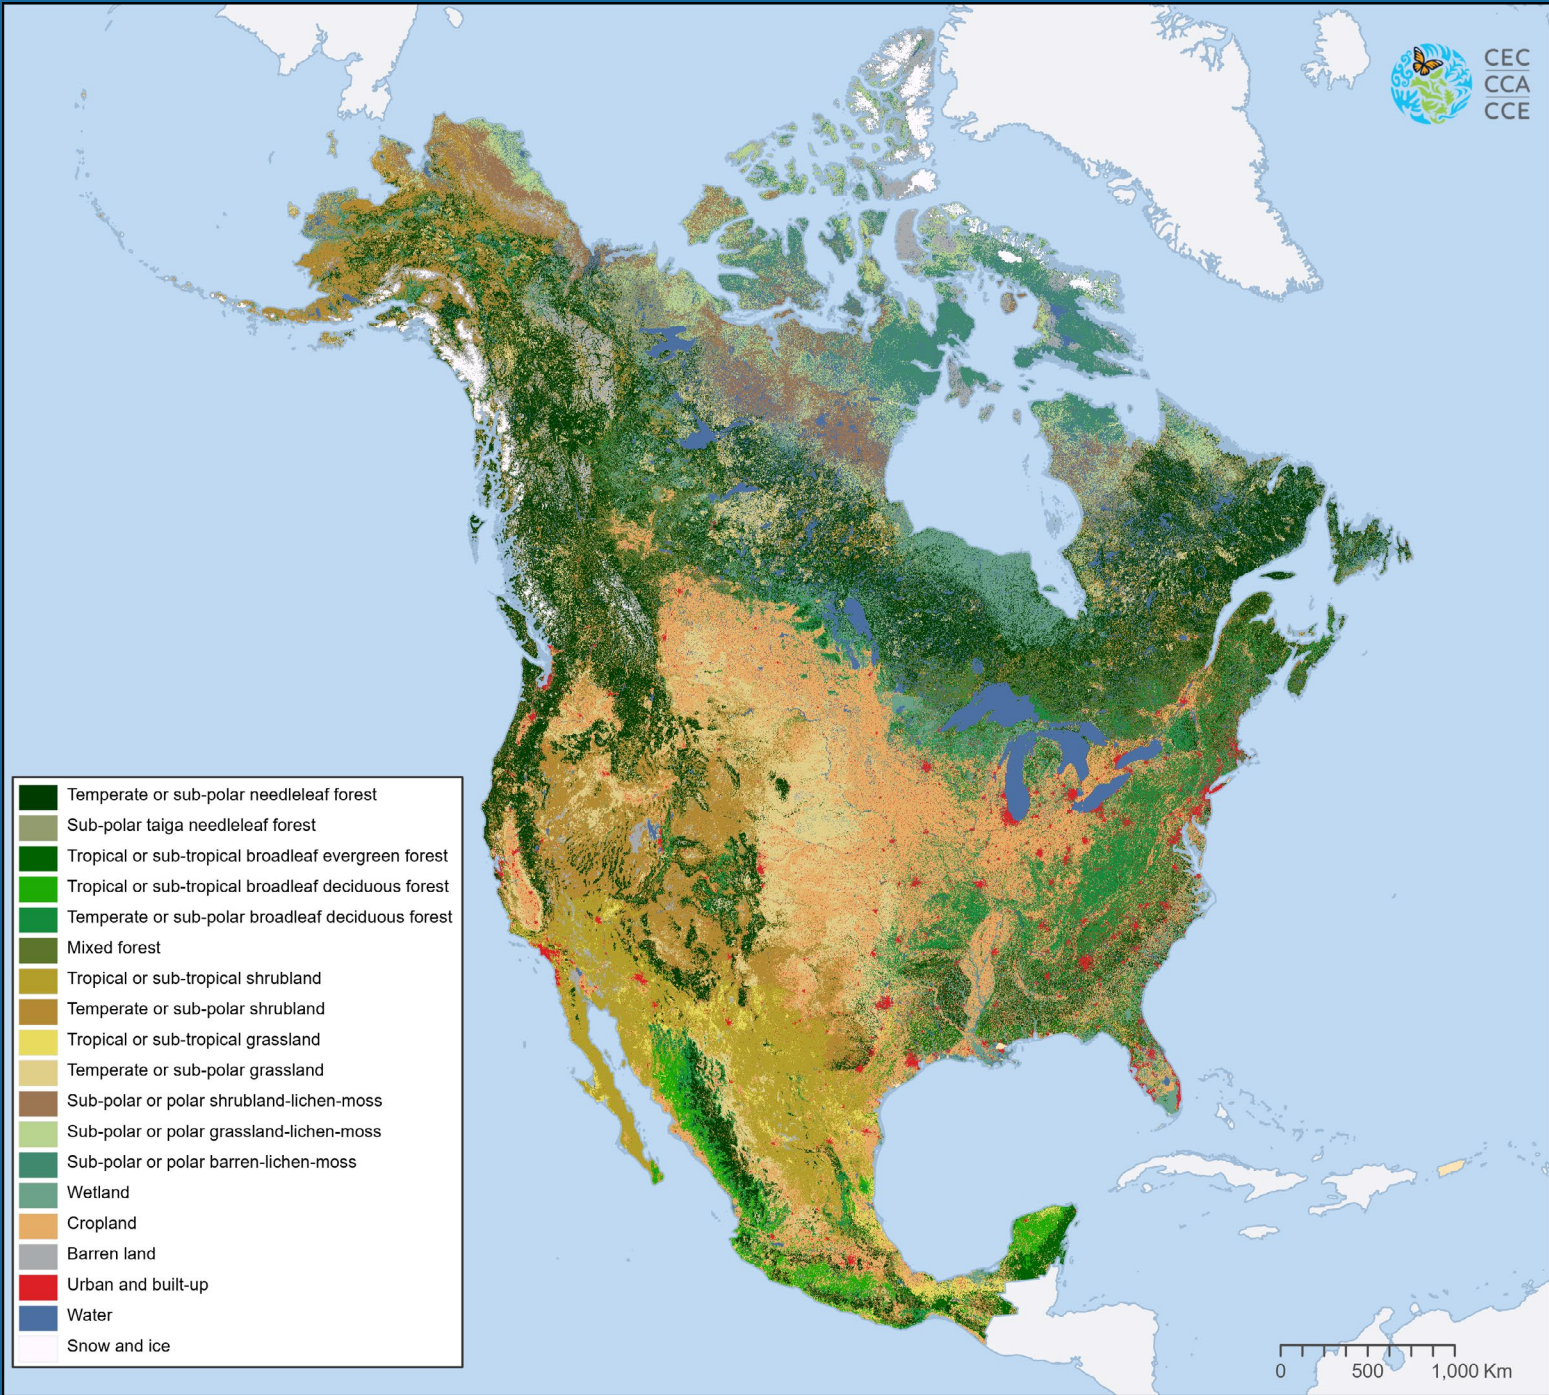 CEC
CCA
CCE
Temperate or sub-polar needleleaf forest
Sub-polar taiga needleleaf forest
Tropical or sub-tropical broadleaf evergreen forest
Tropical or sub-tropical broadleaf deciduous forest
Temperate or sub-polar broadleaf deciduous forest
Mixed forest
Tropical or sub-tropical shrubland
Temperate or sub-polar shrubland
Tropical or sub-tropical grassland
Temperate or sub-polar grassland
Sub-polar or polar shrubland-lichen-moss
Sub-polar or polar grassland-lichen-moss
Sub-polar or polar barren-lichen-moss
Wetland
Cropland
Barren land
Urban and built-up
Water
Snow and ice
0 500 1,000 Km